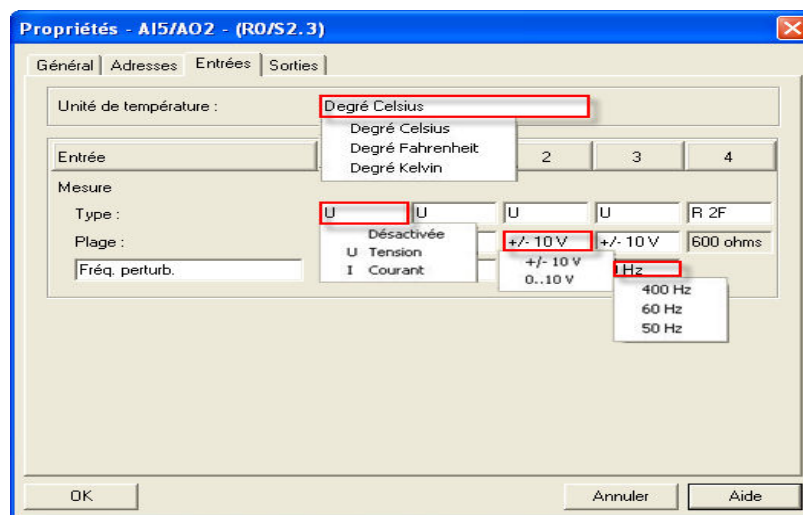 Propriétés - AI5/AO2 - (R0/S2.3)
Général Adresses Entrées Sorties
Unité de température : Degré Celsius
Degré Celsius
Degré Fahrenheit
Degré Kelvin
Entrée 2 3 4
Mesure
Type : U U U U R 2F
Plage : +/- 10 V +/- 10 V 600 ohms
Désactivée
U Tension
I Courant
+/- 10 V
0..10 V
Fréq. perturb. Hz
400 Hz
60 Hz
50 Hz
OK Annuler Aide